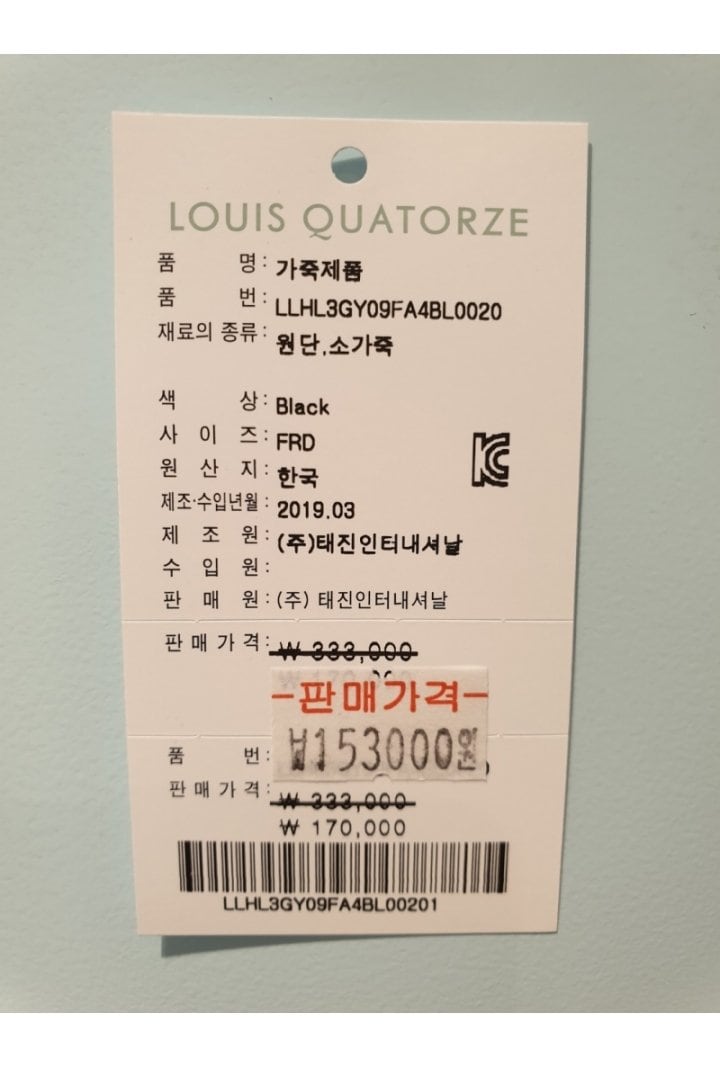 LOUIS QUATORZE
품 명 : 가죽제품
품 번 : LLHL3GY09FA4BL0020
재료의 종류 : 원단,소가죽
색 상 : Black
사 이 즈 : FRD
원 산 지 : 한국
제조·수입년월 : 2019.03
제 조 원 : (주)태진인터내셔날
수 입 원 :
판 매 원 : (주) 태진인터내셔날
판 매 가 격 : ₩ 333,000
-판매가격-
₩153000원
품 번 :
판 매 가 격 : ₩ 333,000
₩ 170,000
LLHL3GY09FA4BL00201